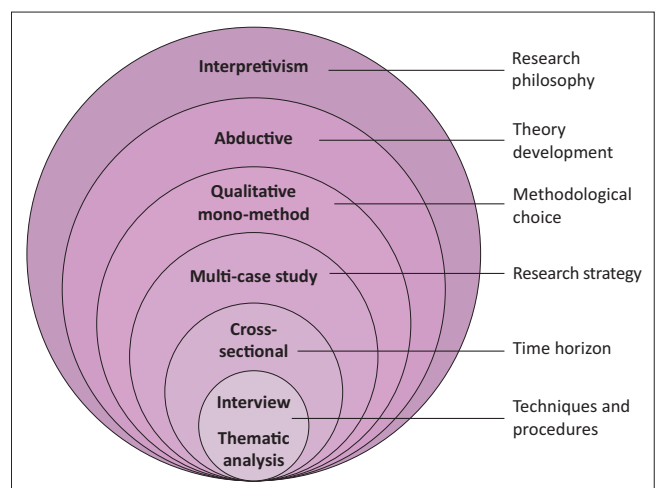 Interpretivism
Research
philosophy
Abductive
Theory
development
Qualitative
mono-method
Methodological
choice
Multi-case study
Research strategy
Cross-
sectional
Time horizon
Interview
Thematic
analysis
Techniques and
procedures